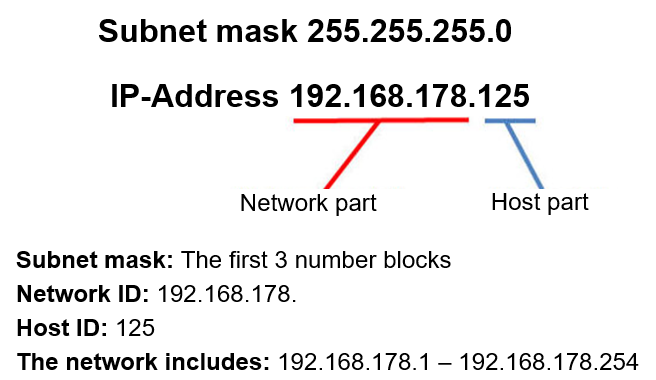 Subnet mask 255.255.255.0
IP-Address 192.168.178.125
Network part
Host part
Subnet mask: The first 3 number blocks
Network ID: 192.168.178.
Host ID: 125
The network includes: 192.168.178.1 – 192.168.178.254